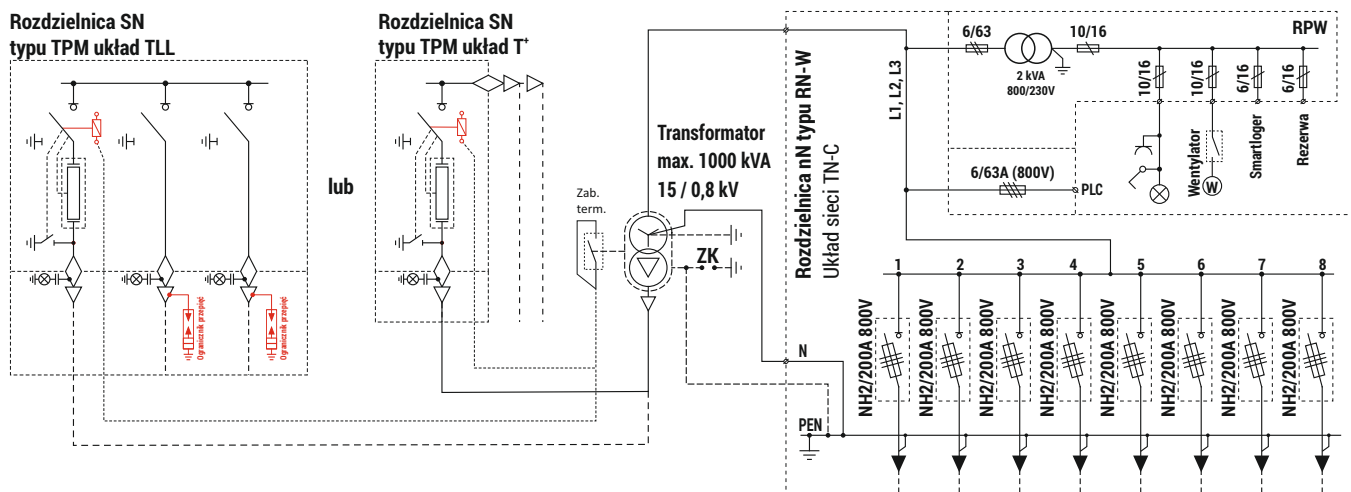 Rozdzielnica SN
typu TPM układ TLL
Rozdzielnica SN
typu TPM układ T+
lub
Ogranicznik przepięć
Ogranicznik przepięć
Zab.
term.
Transformator
max. 1000 kVA
15 / 0,8 kV
ZK
Rozdzielnica nN typu RN-W
Układ sieci TN-C
L1, L2, L3
N
PEN
RPW
6/63
10/16
2 kVA
800/230V
10/16
10/16
6/16
6/16
Wentylator
W
Smartloger
Rezerwa
6/63A (800V)
PLC
1
2
3
4
5
6
7
8
NH2/200A 800V
NH2/200A 800V
NH2/200A 800V
NH2/200A 800V
NH2/200A 800V
NH2/200A 800V
NH2/200A 800V
NH2/200A 800V